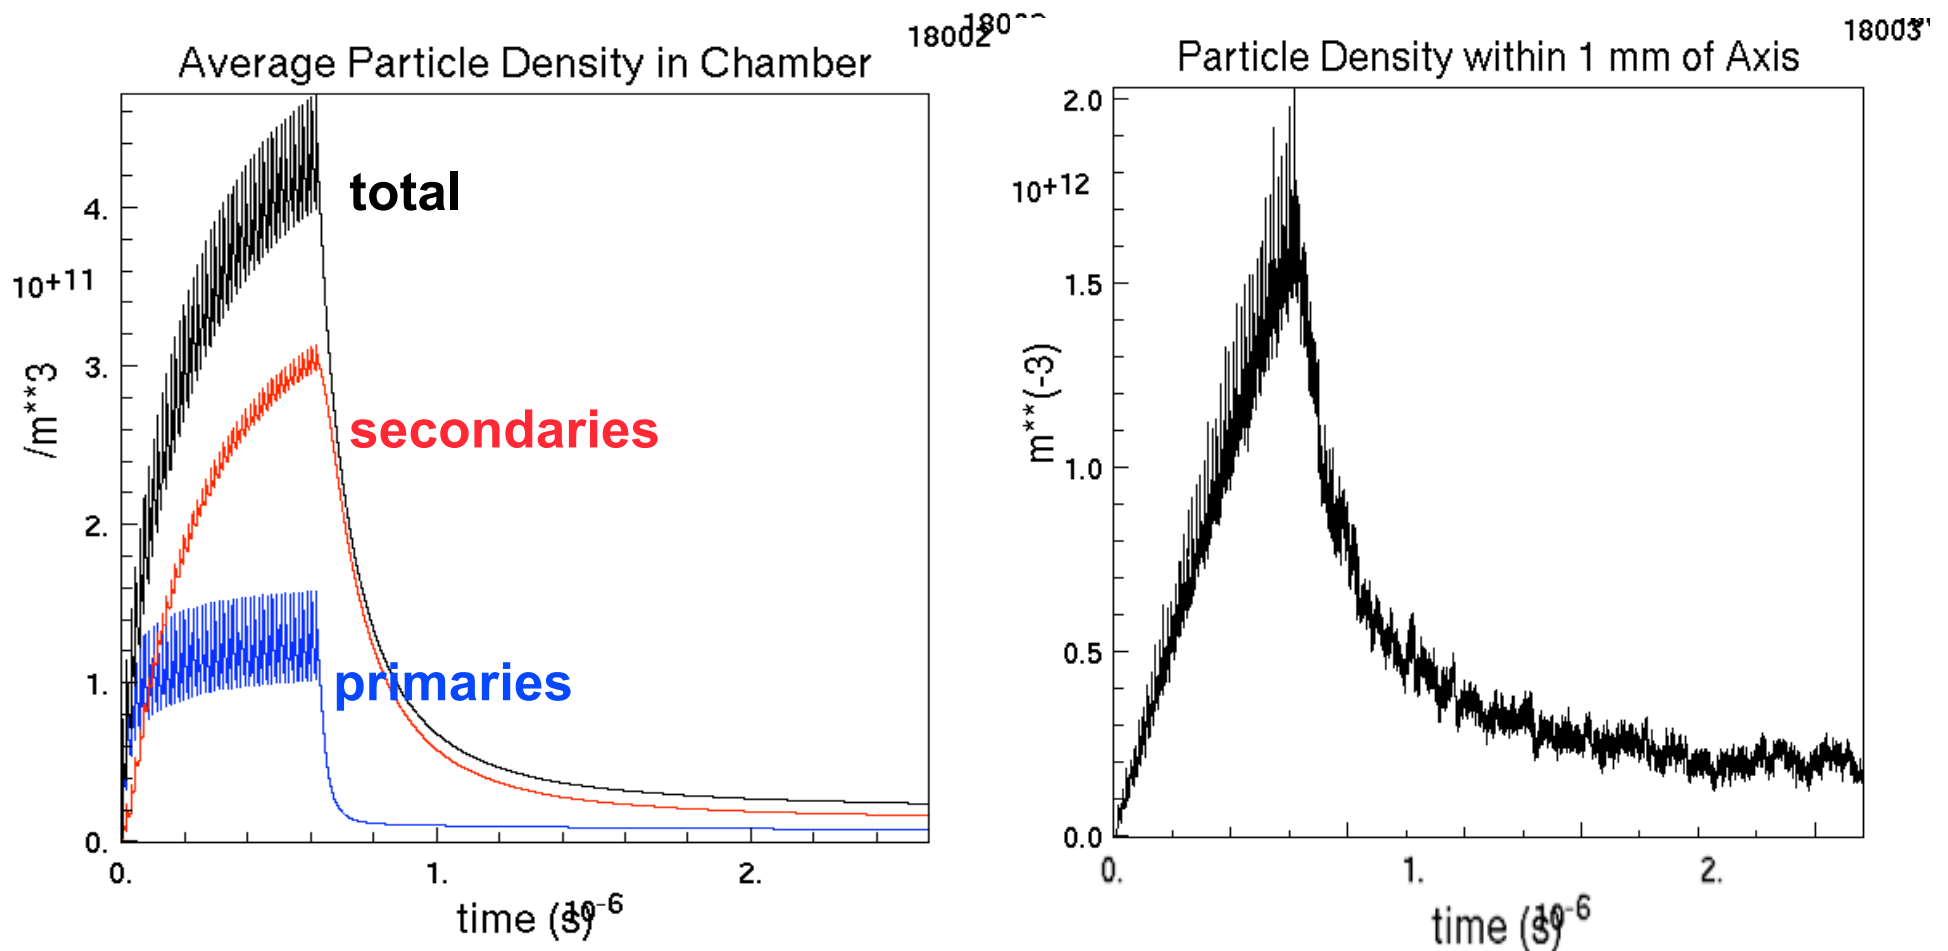 18002
Average Particle Density in Chamber
4.
10+11
3.
/m**3
2.
1.
0.
total
secondaries
primaries
0.
1.
2.
time (s)
10-6
18003
Particle Density within 1 mm of Axis
2.0
10+12
1.5
m**(-3)
1.0
0.5
0.0
0.
1.
2.
time (s)
10-6